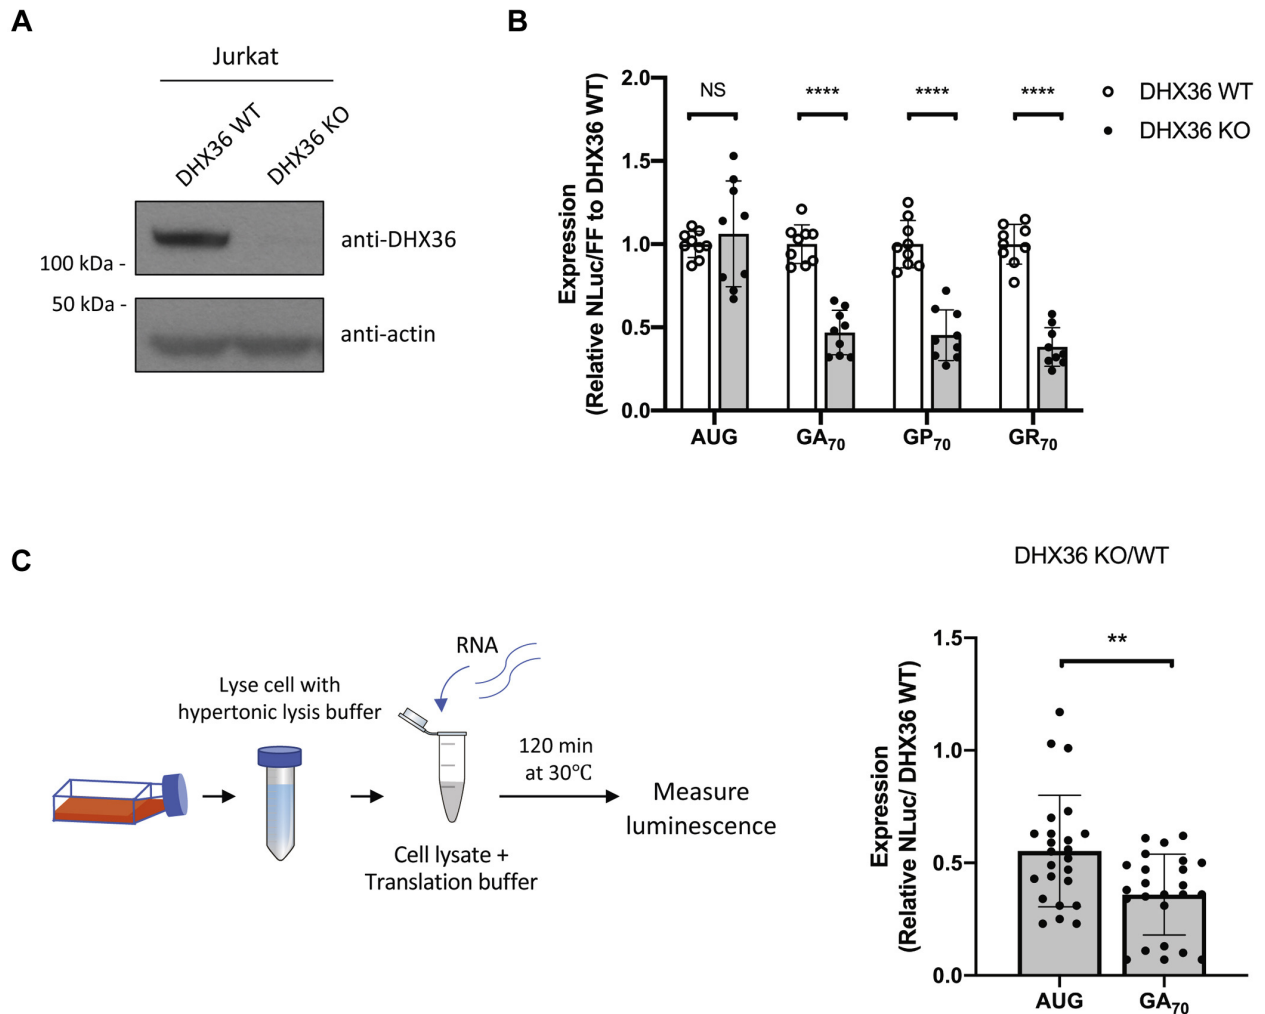 A
Jurkat
DHX36 WT
DHX36 KO
anti-DHX36
100 kDa -
50 kDa -
anti-actin
B
Expression
(Relative NLuc/FF to DHX36 WT)
2.0
1.5
1.0
0.5
0.0
NS
****
****
****
DHX36 WT
DHX36 KO
AUG
GA70
GP70
GR70
C
Lyse cell with
hypertonic lysis buffer
RNA
120 min
at 30℃
Cell lysate +
Translation buffer
Measure
luminescence
DHX36 KO/WT
Expression
(Relative NLuc/ DHX36 WT)
1.5
1.0
0.5
0.0
**
AUG
GA70